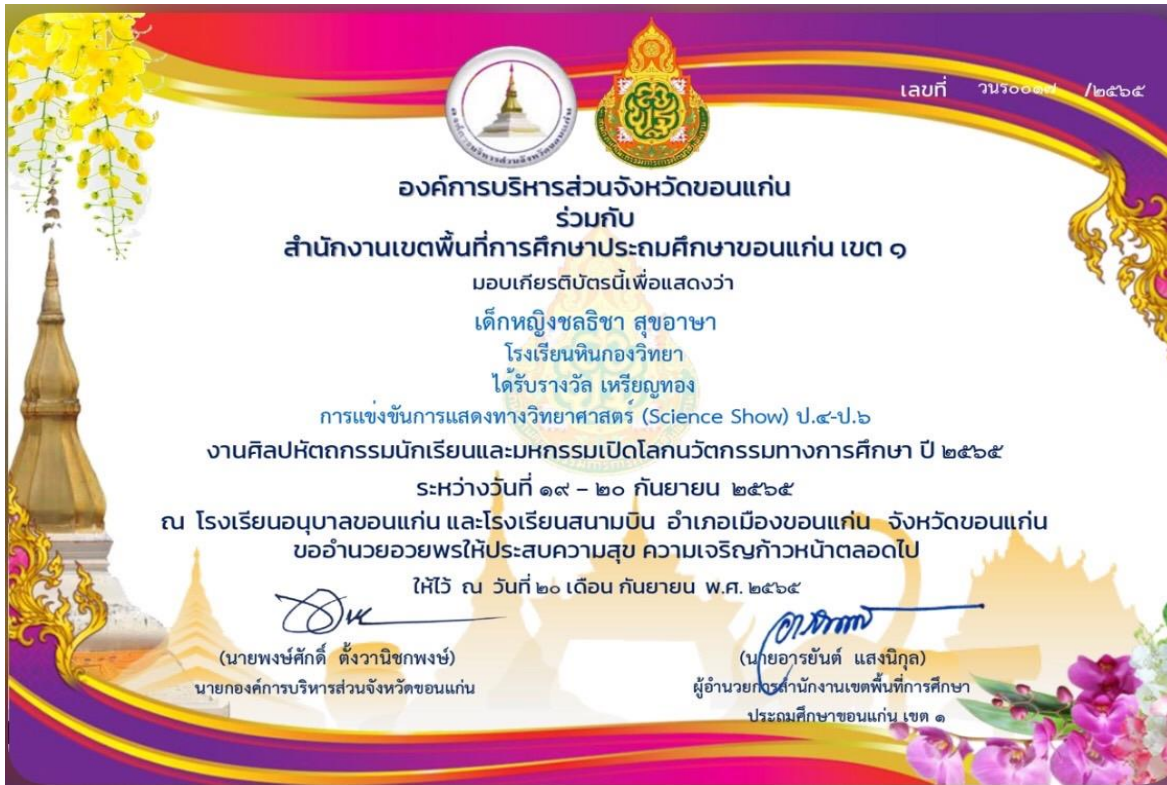 เลขที่ วนร๐๐๑๗ /๒๕๖๕
องค์การบริหารส่วนจังหวัดขอนแก่น
องค์การบริหารส่วนจังหวัดขอนแก่น
ร่วมกับ
สำนักงานเขตพื้นที่การศึกษาประถมศึกษาขอนแก่น เขต ๑
มอบเกียรติบัตรนี้เพื่อแสดงว่า
เด็กหญิงชลธิชา สุขอาษา
โรงเรียนหินกองวิทยา
ได้รับรางวัล เหรียญทอง
การแข่งขันการแสดงทางวิทยาศาสตร์ (Science Show) ป.๔-ป.๖
งานศิลปหัตถกรรมนักเรียนและมหกรรมเปิดโลกนวัตกรรมทางการศึกษา ปี ๒๕๖๕
ระหว่างวันที่ ๑๙ – ๒๐ กันยายน ๒๕๖๕
ณ โรงเรียนอนุบาลขอนแก่น และโรงเรียนสนามบิน อำเภอเมืองขอนแก่น จังหวัดขอนแก่น
ขออำนวยอวยพรให้ประสบความสุข ความเจริญก้าวหน้าตลอดไป
ให้ไว้ ณ วันที่ ๒๐ เดือน กันยายน พ.ศ. ๒๕๖๕
(นายพงษ์ศักดิ์ ตั้งวานิชกพงษ์)
นายกองค์การบริหารส่วนจังหวัดขอนแก่น
(นายอารยันต์ แสงนิกุล)
ผู้อำนวยการสำนักงานเขตพื้นที่การศึกษา
ประถมศึกษาขอนแก่น เขต ๑